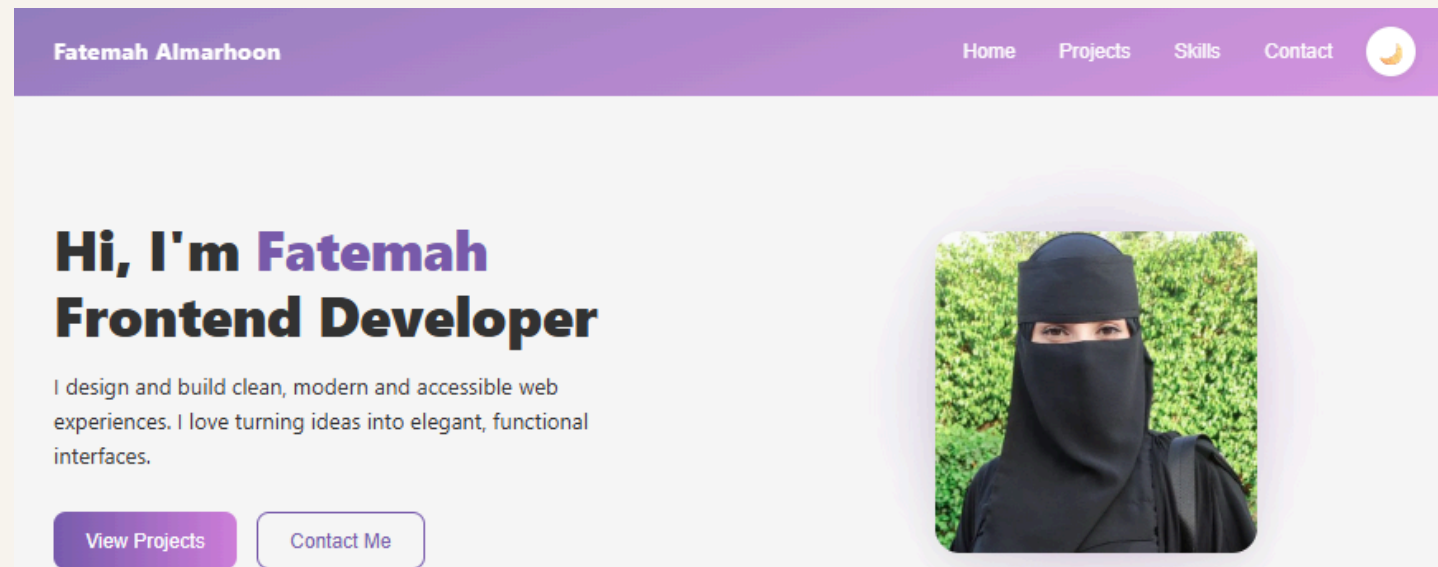 Fatemah Almarhoon
Home Projects Skills Contact
Hi, I'm Fatemah
Frontend Developer
I design and build clean, modern and accessible web
experiences. I love turning ideas into elegant, functional
interfaces.
View Projects Contact Me